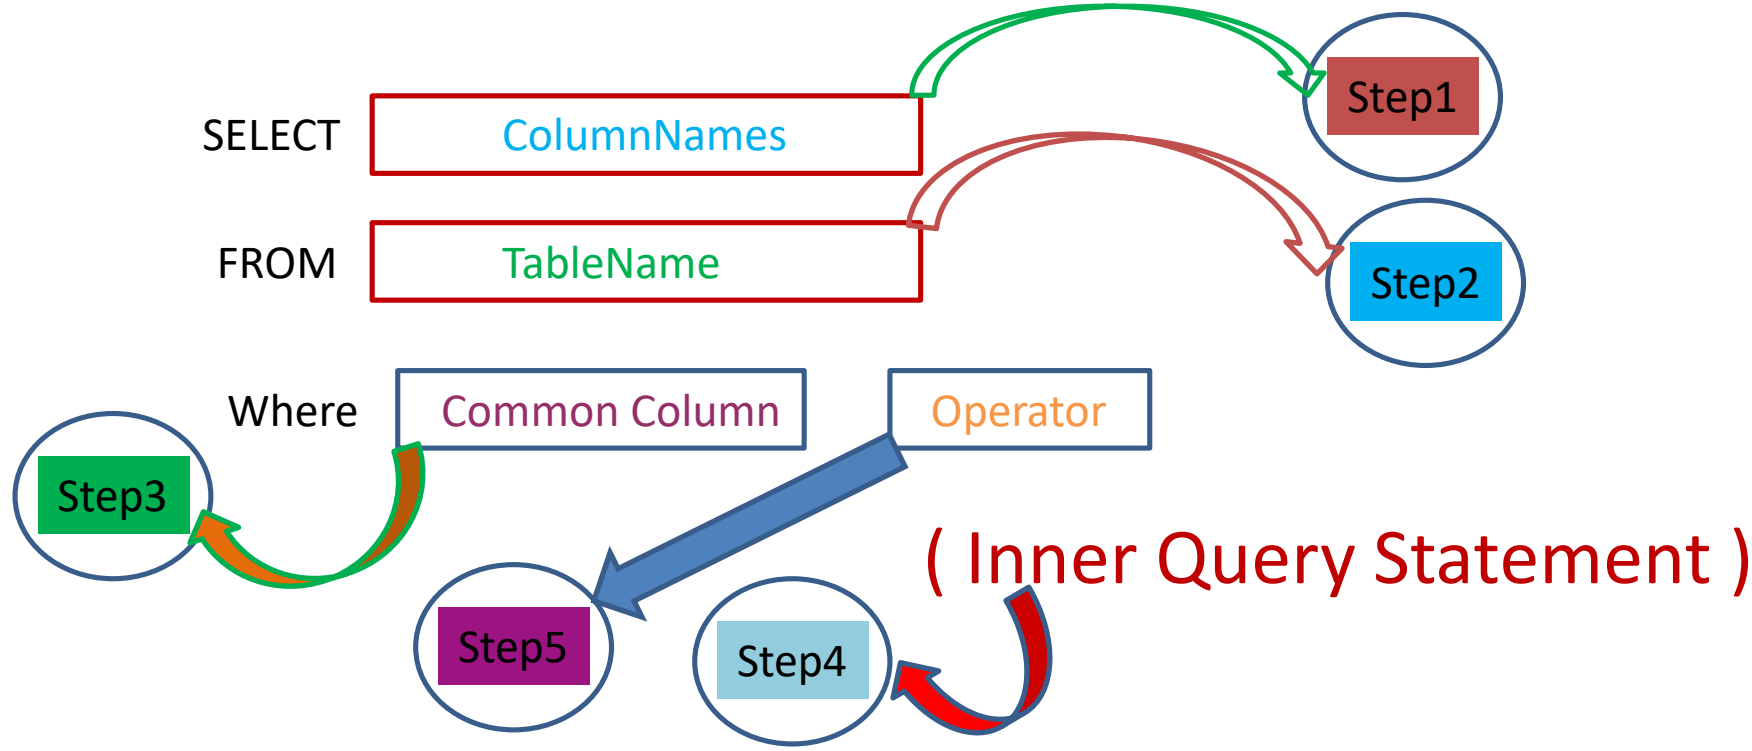 SELECT ColumnNames Step1
FROM TableName Step2
Where Common Column Operator
Step3
( Inner Query Statement )
Step5 Step4